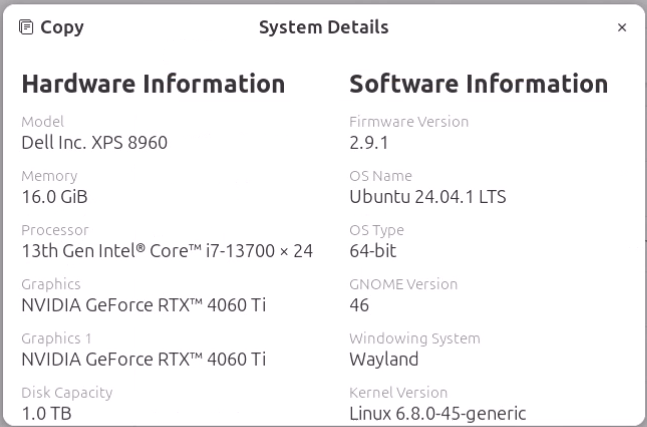 Copy
System Details
×
Hardware Information
Model
Dell Inc. XPS 8960
Memory
16.0 GiB
Processor
13th Gen Intel® Core™ i7-13700 × 24
Graphics
NVIDIA GeForce RTX™ 4060 Ti
Graphics 1
NVIDIA GeForce RTX™ 4060 Ti
Disk Capacity
1.0 TB
Software Information
Firmware Version
2.9.1
OS Name
Ubuntu 24.04.1 LTS
OS Type
64-bit
GNOME Version
46
Windowing System
Wayland
Kernel Version
Linux 6.8.0-45-generic